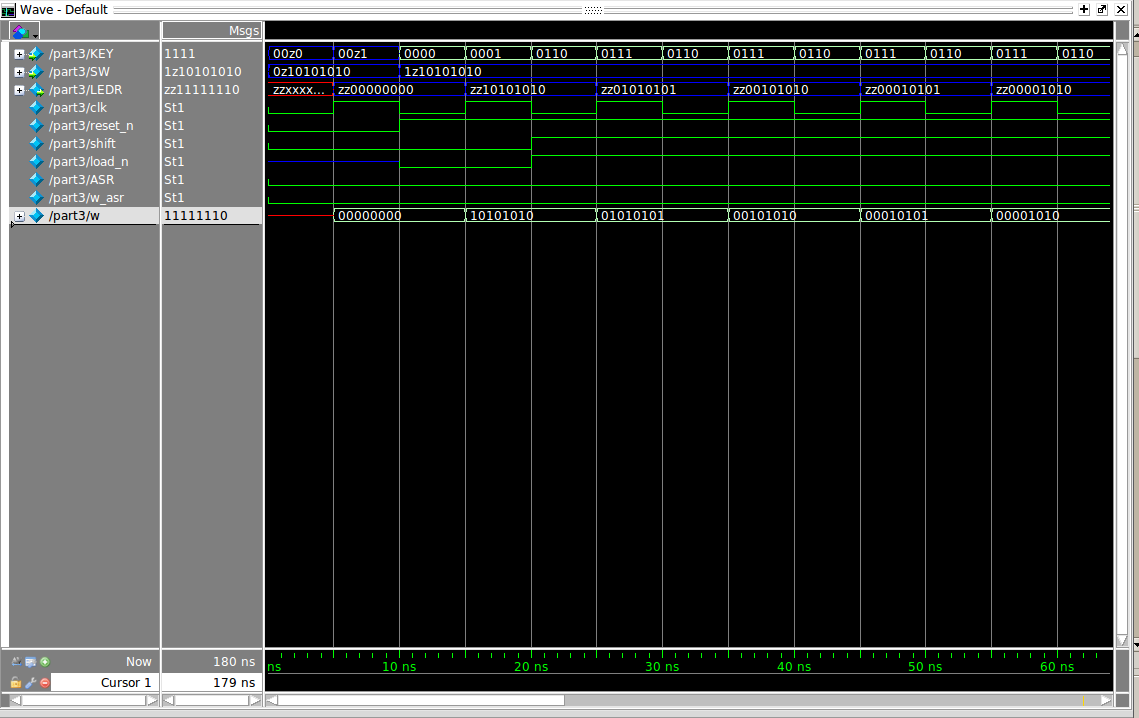 Wave - Default
Msgs
/part3/KEY 1111 00z0 00z1 0000 0001 0110 0111 0110 0111 0110 0111 0110 0111 0110
/part3/SW 1z10101010 0z10101010 1z10101010
/part3/LEDR zz11111110 zzxxxx... zz00000000 zz10101010 zz01010101 zz00101010 zz00010101 zz00001010
/part3/clk St1
/part3/reset_n St1
/part3/shift St1
/part3/load_n St1
/part3/ASR St1
/part3/w_asr St1
/part3/w 11111110 00000000 10101010 01010101 00101010 00010101 00001010
Now 180 ns ns 10 ns 20 ns 30 ns 40 ns 50 ns 60 ns
Cursor 1 179 ns